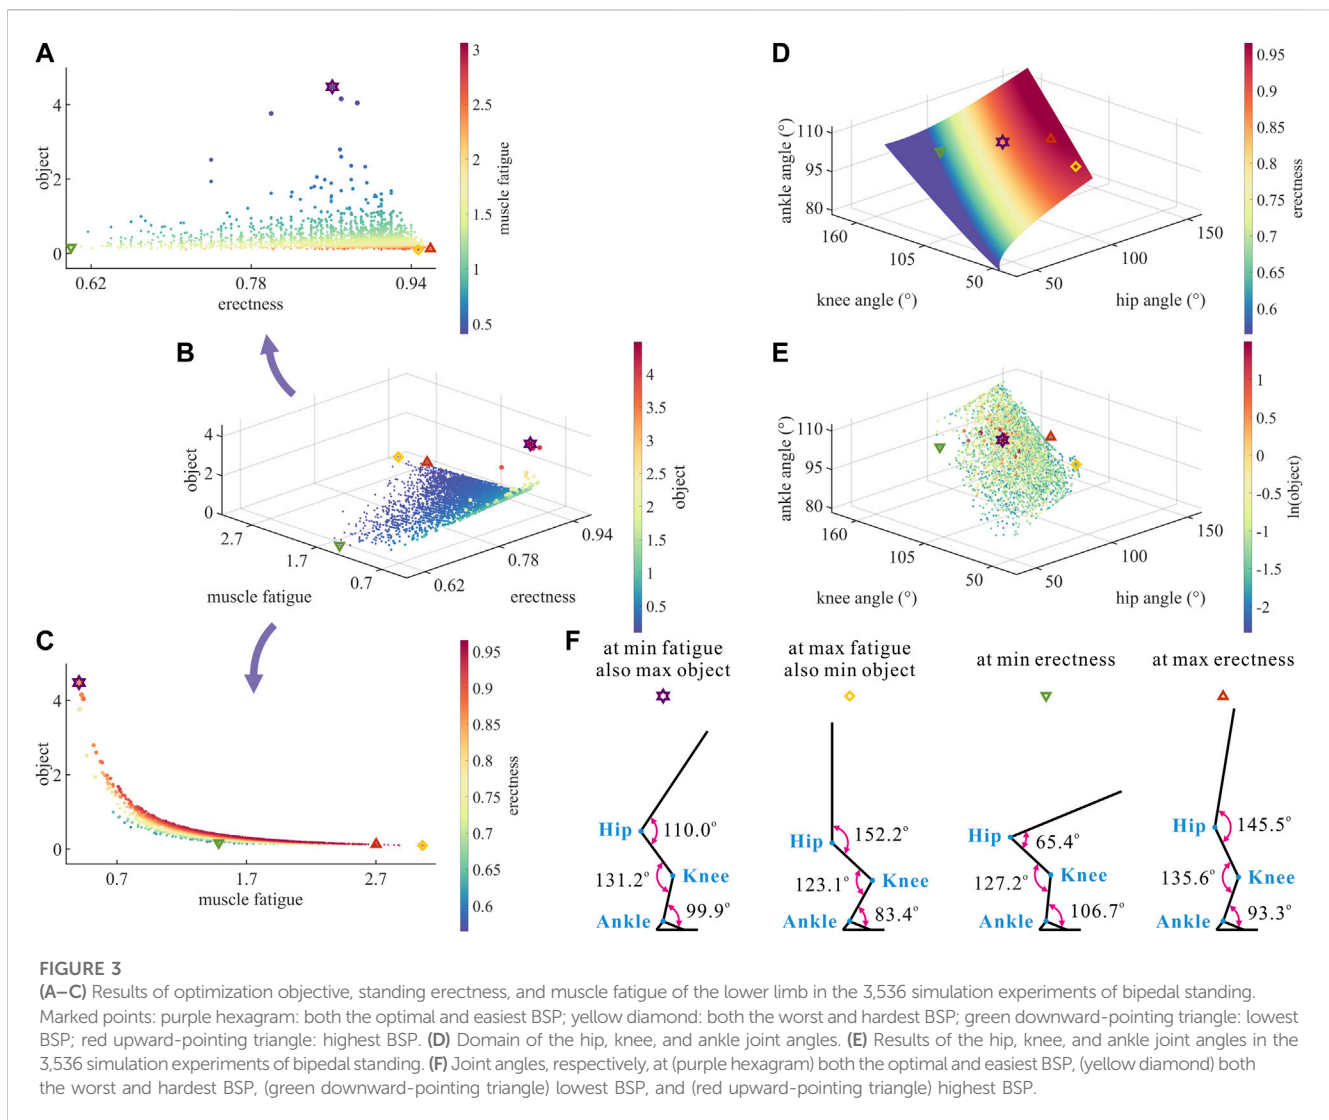 A
4
2
0
object
0.62
0.78
0.94
erectness
3
2.5
2
1.5
1
0.5
muscle fatigue
D
110
95
80
ankle angle (°)
160
105
50
knee angle (°)
50
100
150
hip angle (°)
0.95
0.9
0.85
0.8
0.75
0.7
0.65
0.6
erectness
B
4
2
0
object
2.7
1.7
0.7
muscle fatigue
0.62
0.78
0.94
erectness
4
3.5
3
2.5
2
1.5
1
0.5
object
E
110
95
80
ankle angle (°)
160
105
50
knee angle (°)
50
100
150
hip angle (°)
1
0.5
0
-0.5
-1
-1.5
-2
ln(object)
C
4
2
0
object
0.7
1.7
2.7
muscle fatigue
0.95
0.9
0.85
0.8
0.75
0.7
0.65
0.6
erectness
F
at min fatigue
also max object
Hip
110.0°
131.2°
Knee
Ankle
99.9°
at max fatigue
also min object
Hip
152.2°
123.1°
Knee
Ankle
83.4°
at min erectness
Hip
65.4°
127.2°
Knee
Ankle
106.7°
at max erectness
Hip
145.5°
135.6°
Knee
Ankle
93.3°
FIGURE 3
(A–C) Results of optimization objective, standing erectness, and muscle fatigue of the lower limb in the 3,536 simulation experiments of bipedal standing.
Marked points: purple hexagram: both the optimal and easiest BSP; yellow diamond: both the worst and hardest BSP; green downward-pointing triangle: lowest
BSP; red upward-pointing triangle: highest BSP. (D) Domain of the hip, knee, and ankle joint angles. (E) Results of the hip, knee, and ankle joint angles in the
3,536 simulation experiments of bipedal standing. (F) Joint angles, respectively, at (purple hexagram) both the optimal and easiest BSP, (yellow diamond) both
the worst and hardest BSP, (green downward-pointing triangle) lowest BSP, and (red upward-pointing triangle) highest BSP.